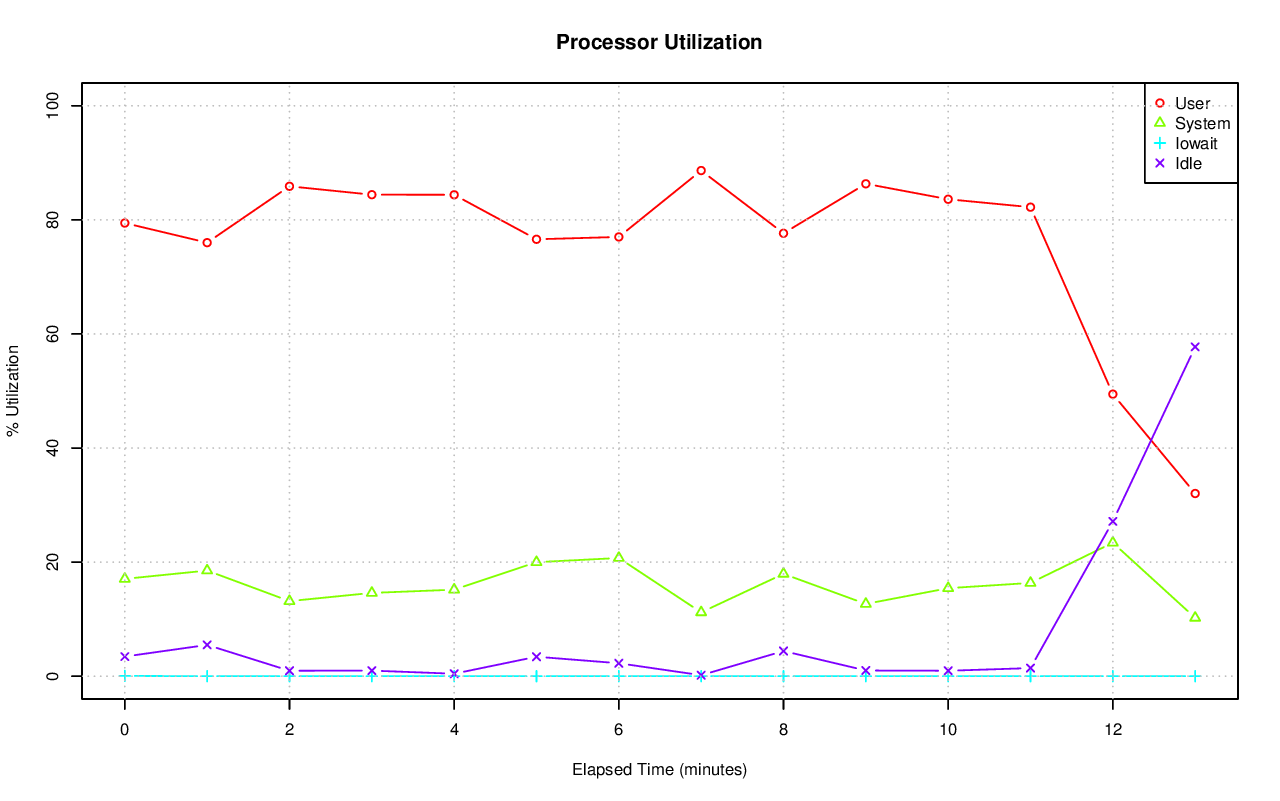 Processor Utilization
User
System
Iowait
Idle
% Utilization
100
80
60
40
20
0
0 2 4 6 8 10 12
Elapsed Time (minutes)